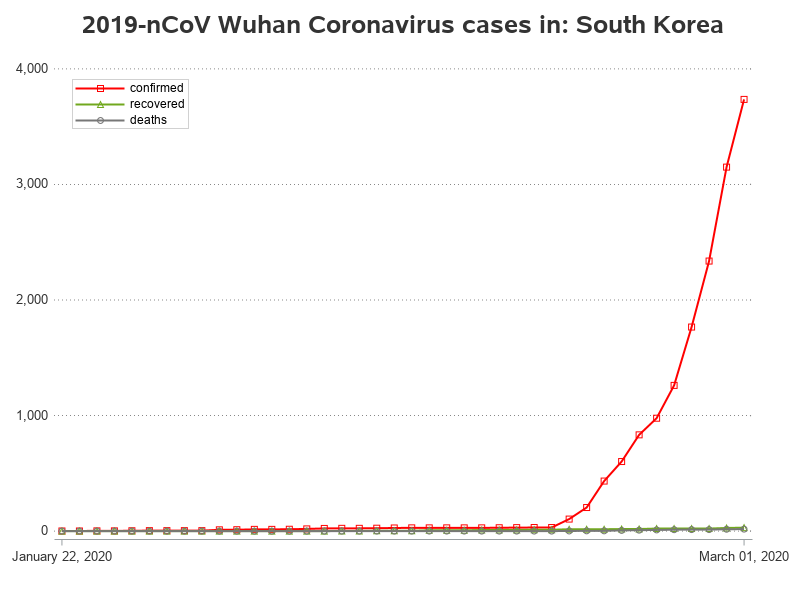 2019-nCoV Wuhan Coronavirus cases in: South Korea
4,000
confirmed
recovered
deaths
3,000
2,000
1,000
0
January 22, 2020
March 01, 2020